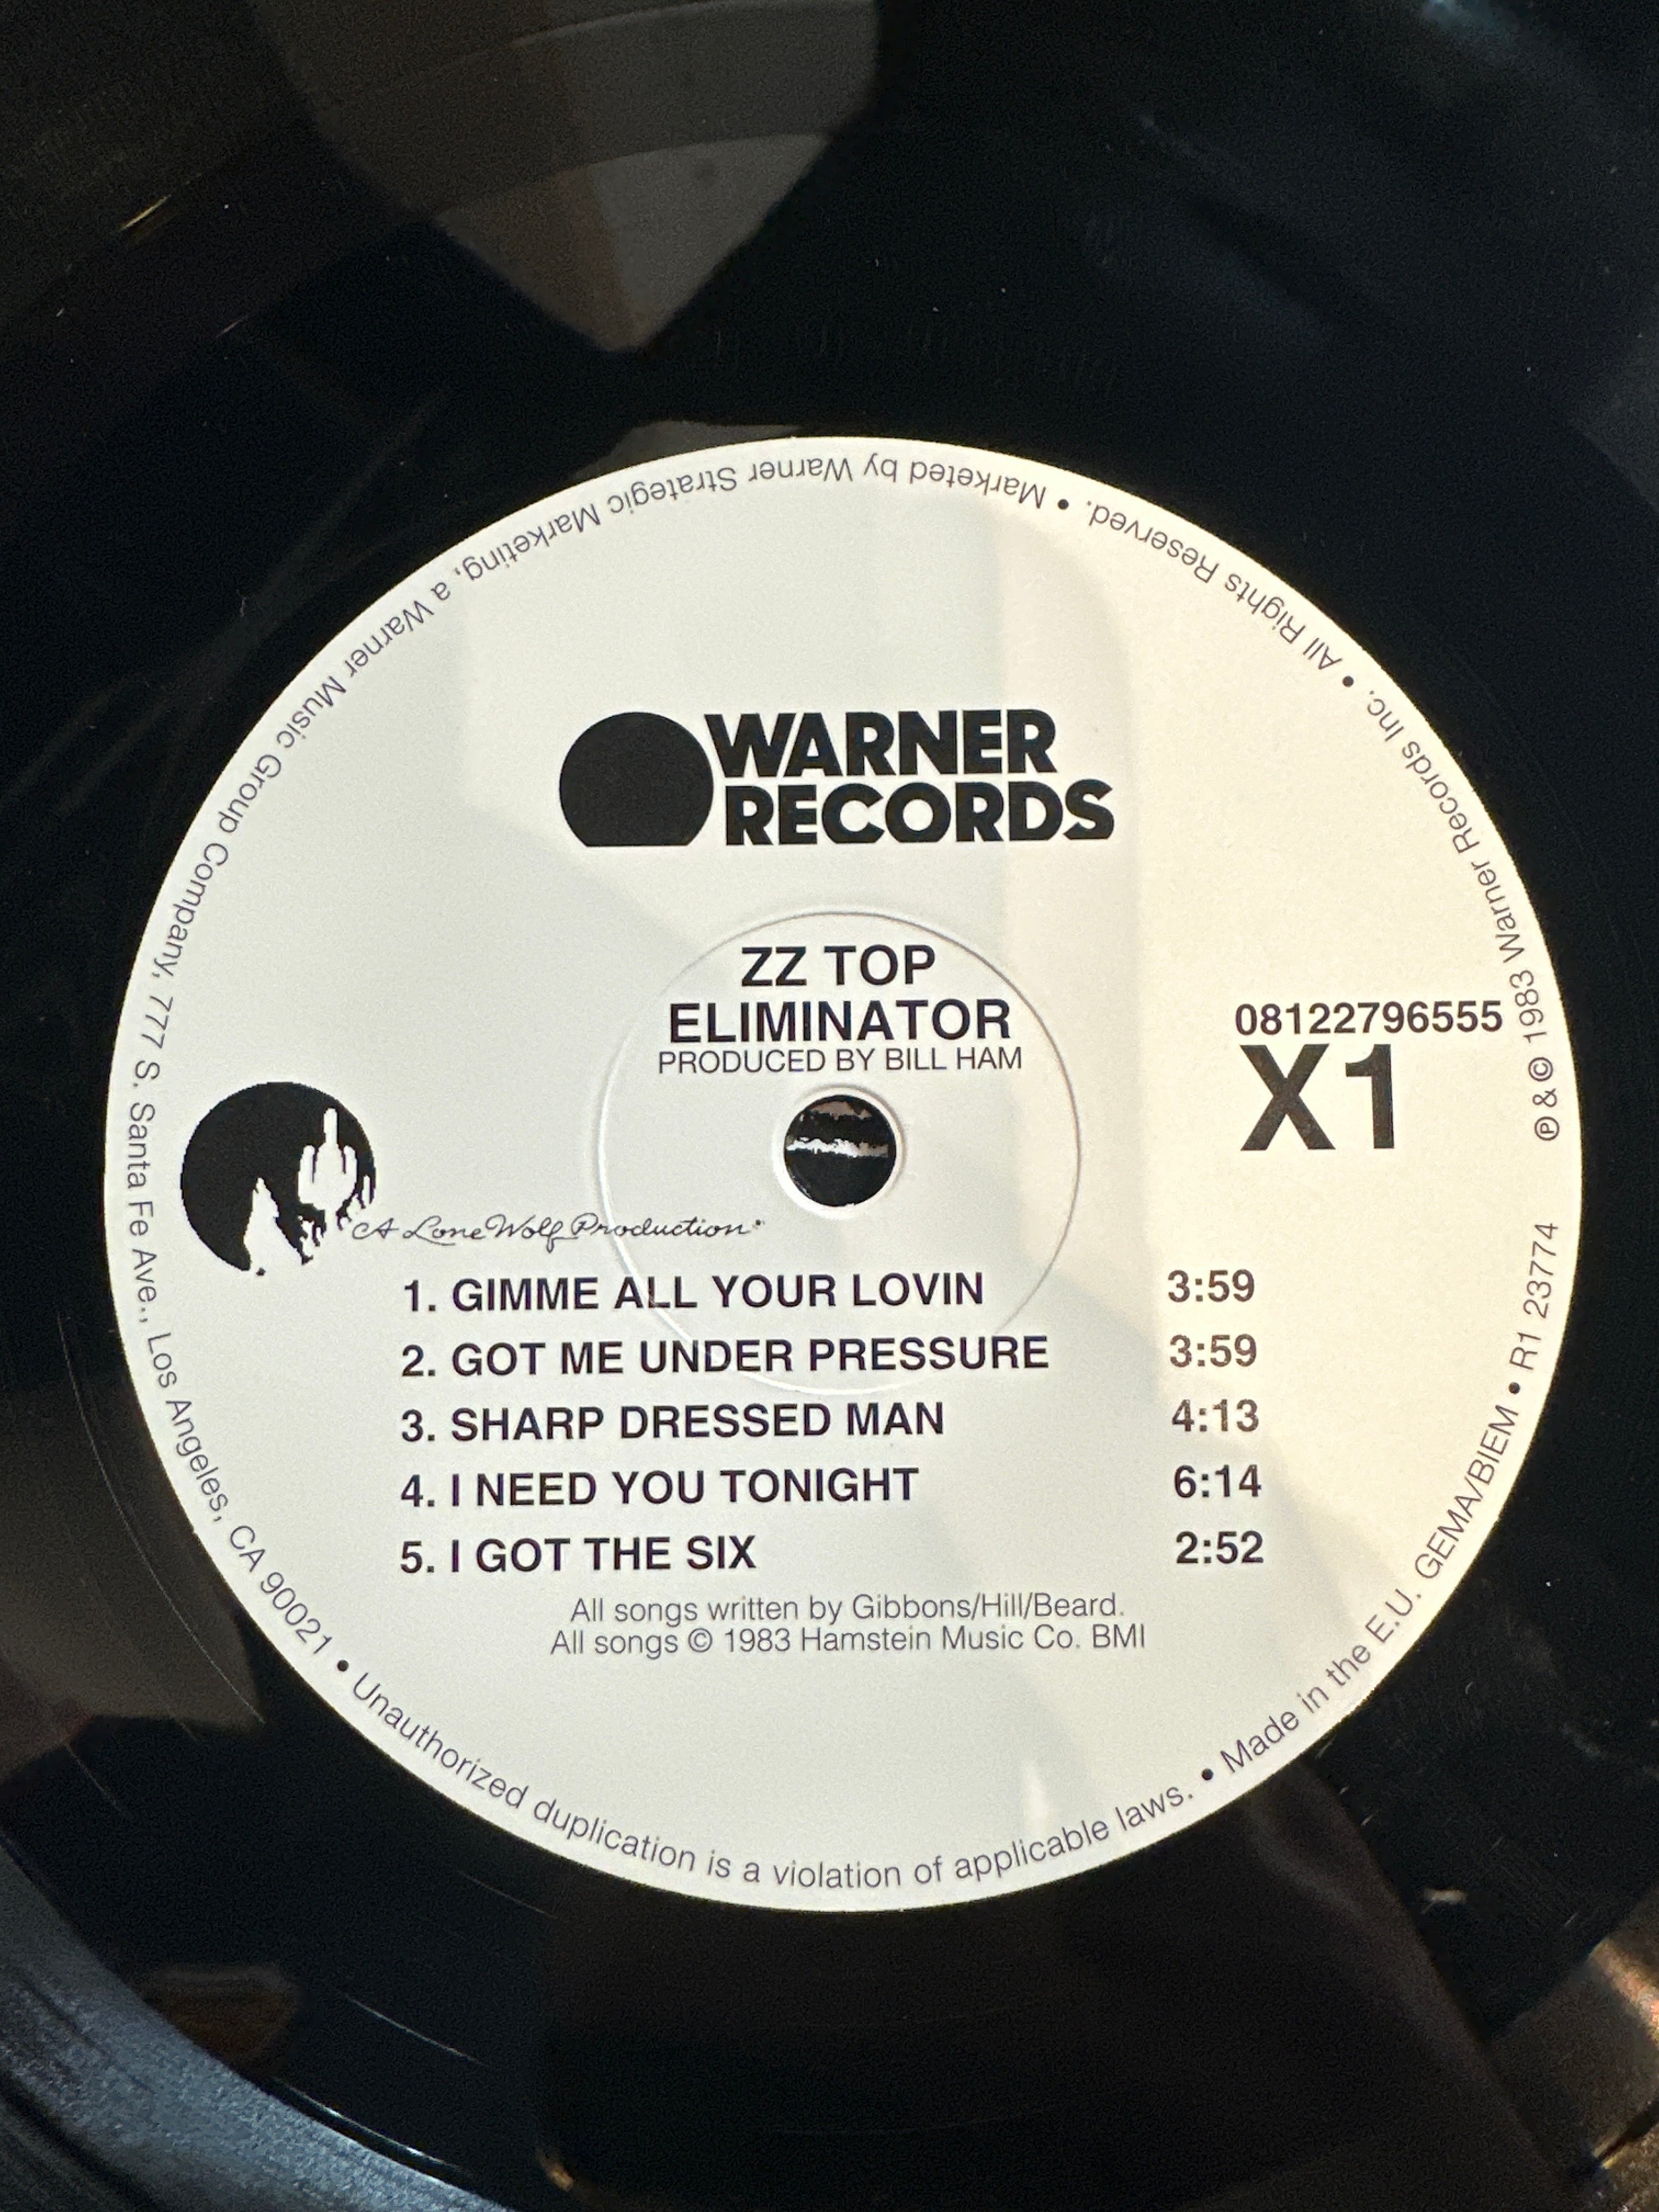 WARNER
RECORDS
ZZ TOP
ELIMINATOR
PRODUCED BY BILL HAM
08122796555
X1
A Lone Wolf Production
1. GIMME ALL YOUR LOVIN 3:59
2. GOT ME UNDER PRESSURE 3:59
3. SHARP DRESSED MAN 4:13
4. I NEED YOU TONIGHT 6:14
5. I GOT THE SIX 2:52
All songs written by Gibbons/Hill/Beard.
All songs © 1983 Hamstein Music Co. BMI
℗ & © 1983 Warner Records Inc. • All Rights Reserved. • Marketed by Warner Strategic Marketing, a Warner Music Group Company, 777 S. Santa Fe Ave., Los Angeles, CA 90021 • Unauthorized duplication is a violation of applicable laws. • Made in the E.U. GEMA/BIEM • R1 23774